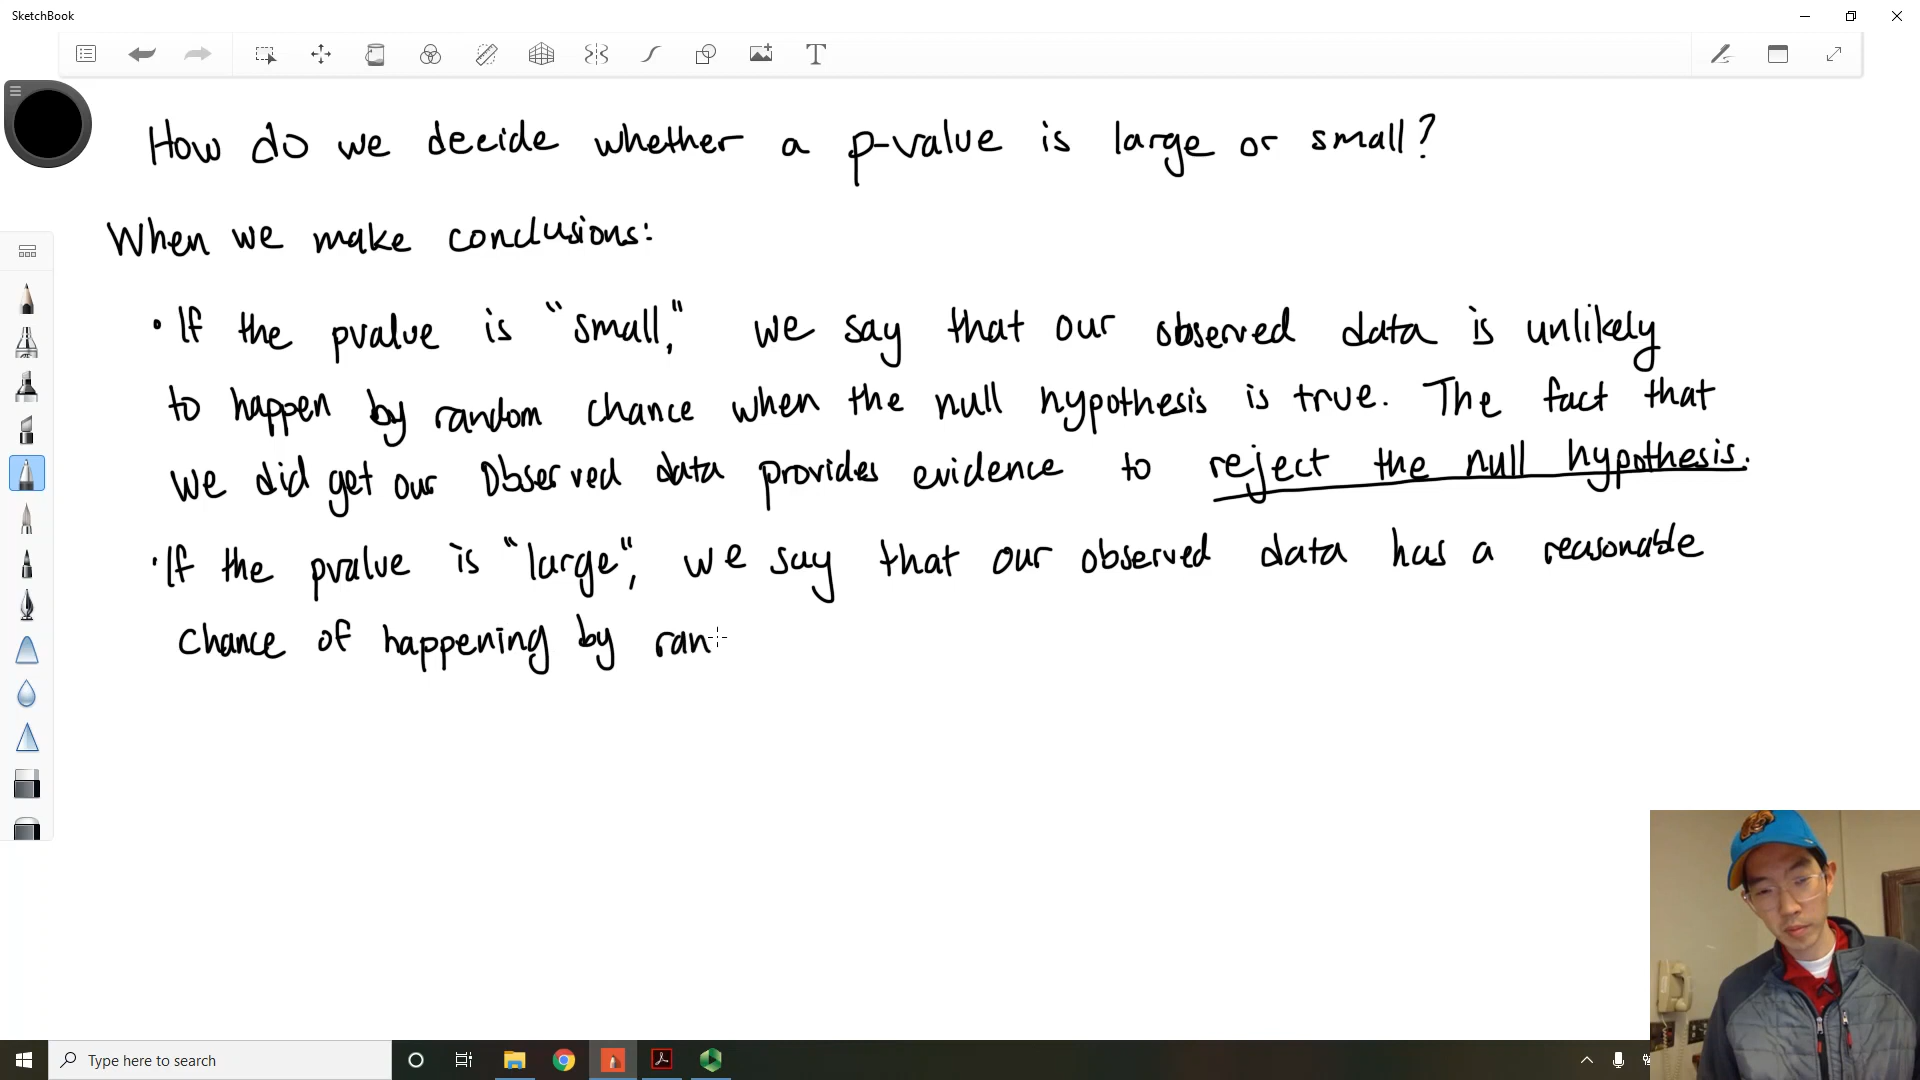 SketchBook
How do we decide whether a p-value is large or small?
When we make conclusions:
• If the pvalue is "small," we say that our observed data is unlikely
to happen by random chance when the null hypothesis is true. The fact that
we did get our observed data provides evidence to reject the null hypothesis.
• If the pvalue is "large", we say that our observed data has a reasonable
chance of happening by ran
Type here to search